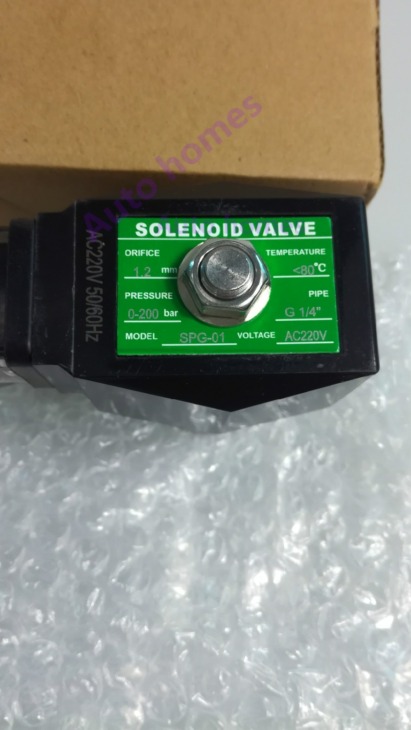 Auto homes
AC220V 50/60Hz
SOLENOID VALVE
ORIFICE TEMPERATURE
1.2 mm <80°C
PRESSURE PIPE
0-200 bar G 1/4"
MODEL SPG-01 VOLTAGE AC220V